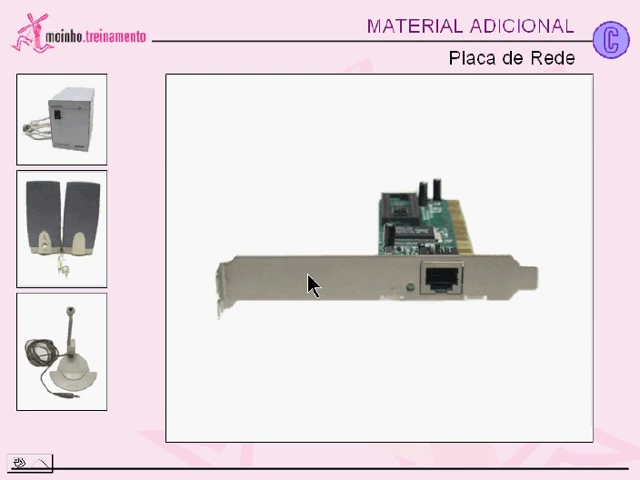 moinho.treinamento
MATERIAL ADICIONAL
C
Placa de Rede